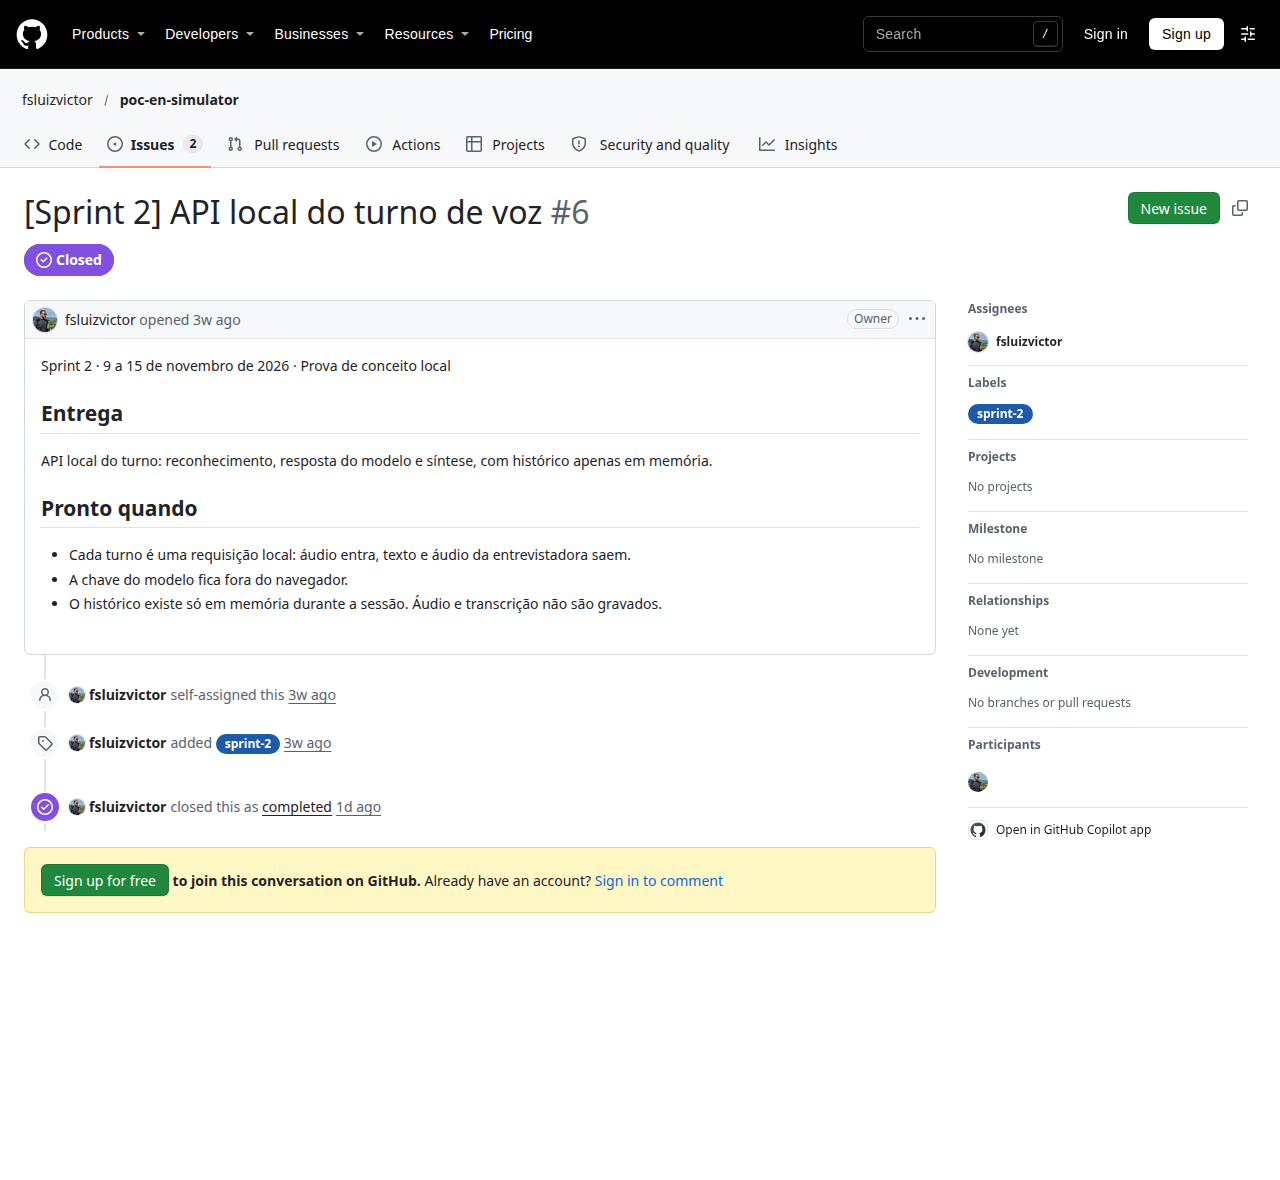 Products Developers Businesses Resources Pricing Search / Sign in Sign up
fsluizvictor / poc-en-simulator
Code Issues 2 Pull requests Actions Projects Security and quality Insights
[Sprint 2] API local do turno de voz #6
New issue
Closed
fsluizvictor opened 3w ago Owner
Sprint 2 · 9 a 15 de novembro de 2026 · Prova de conceito local
Entrega
API local do turno: reconhecimento, resposta do modelo e síntese, com histórico apenas em memória.
Pronto quando
Cada turno é uma requisição local: áudio entra, texto e áudio da entrevistadora saem.
A chave do modelo fica fora do navegador.
O histórico existe só em memória durante a sessão. Áudio e transcrição não são gravados.
fsluizvictor self-assigned this 3w ago
fsluizvictor added sprint-2 3w ago
fsluizvictor closed this as completed 1d ago
Sign up for free to join this conversation on GitHub. Already have an account? Sign in to comment
Assignees
fsluizvictor
Labels
sprint-2
Projects
No projects
Milestone
No milestone
Relationships
None yet
Development
No branches or pull requests
Participants
Open in GitHub Copilot app